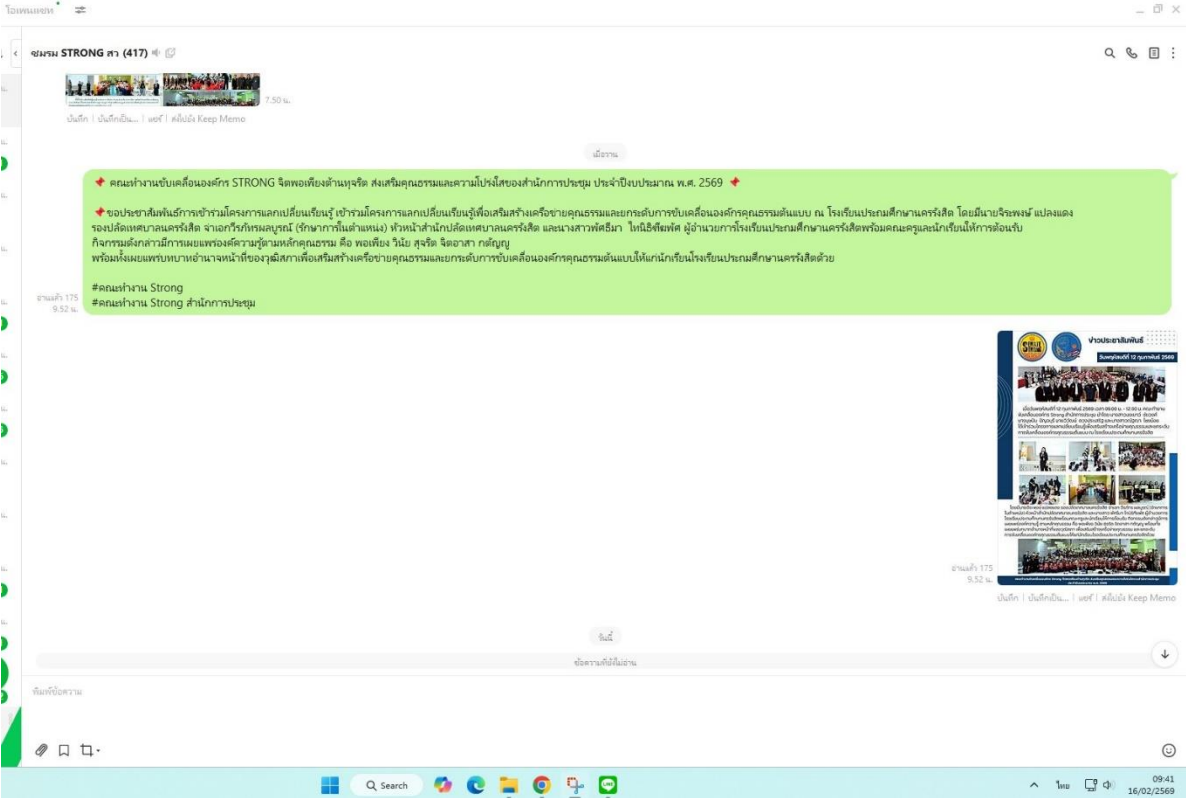 โอเพนแชท
ชมรม STRONG สว (417)
7.50 น.
บันทึก | บันทึกเป็น... | แชร์ | ส่งไปยัง Keep Memo
เมื่อวาน
📌 คณะทำงานขับเคลื่อนองค์กร STRONG จิตพอเพียงต้านทุจริต ส่งเสริมคุณธรรมและความโปร่งใสของสำนักการประชุม ประจำปีงบประมาณ พ.ศ. 2569 📌
📌ขอประชาสัมพันธ์การเข้าร่วมโครงการแลกเปลี่ยนเรียนรู้ เข้าร่วมโครงการแลกเปลี่ยนเรียนรู้เพื่อเสริมสร้างเครือข่ายคุณธรรมและยกระดับการขับเคลื่อนองค์กรคุณธรรมต้นแบบ ณ โรงเรียนประถมศึกษานครรังสิต โดยมีนายจิระพงษ์ แปลงแดง
รองปลัดเทศบาลนครรังสิต จ่าเอกวีรภัทรผลบูรณ์ (รักษาการในตำแหน่ง) หัวหน้าสำนักปลัดเทศบาลนครรังสิต และนางสาวพัศธีมา ไทนิธิฑีฆพัศ ผู้อำนวยการโรงเรียนประถมศึกษานครรังสิตพร้อมคณะครูและนักเรียนให้การต้อนรับ
กิจกรรมดังกล่าวมีการเผยแพร่องค์ความรู้ตามหลักคุณธรรม คือ พอเพียง วินัย สุจริต จิตอาสา กตัญญู
พร้อมทั้งเผยแพร่บทบาทอำนาจหน้าที่ของวุฒิสภาเพื่อเสริมสร้างเครือข่ายคุณธรรมและยกระดับการขับเคลื่อนองค์กรคุณธรรมต้นแบบให้แก่นักเรียนโรงเรียนประถมศึกษานครรังสิตด้วย
#คณะทำงาน Strong
#คณะทำงาน Strong สำนักการประชุม
อ่านแล้ว 175
9.52 น.
ข่าวประชาสัมพันธ์
วันพฤหัสบดีที่ 12 กุมภาพันธ์ 2569
อ่านแล้ว 175
9.52 น.
บันทึก | บันทึกเป็น... | แชร์ | ส่งไปยัง Keep Memo
วันนี้
ข้อความที่ยังไม่อ่าน
พิมพ์ข้อความ
Search
ไทย
09:41
16/02/2569